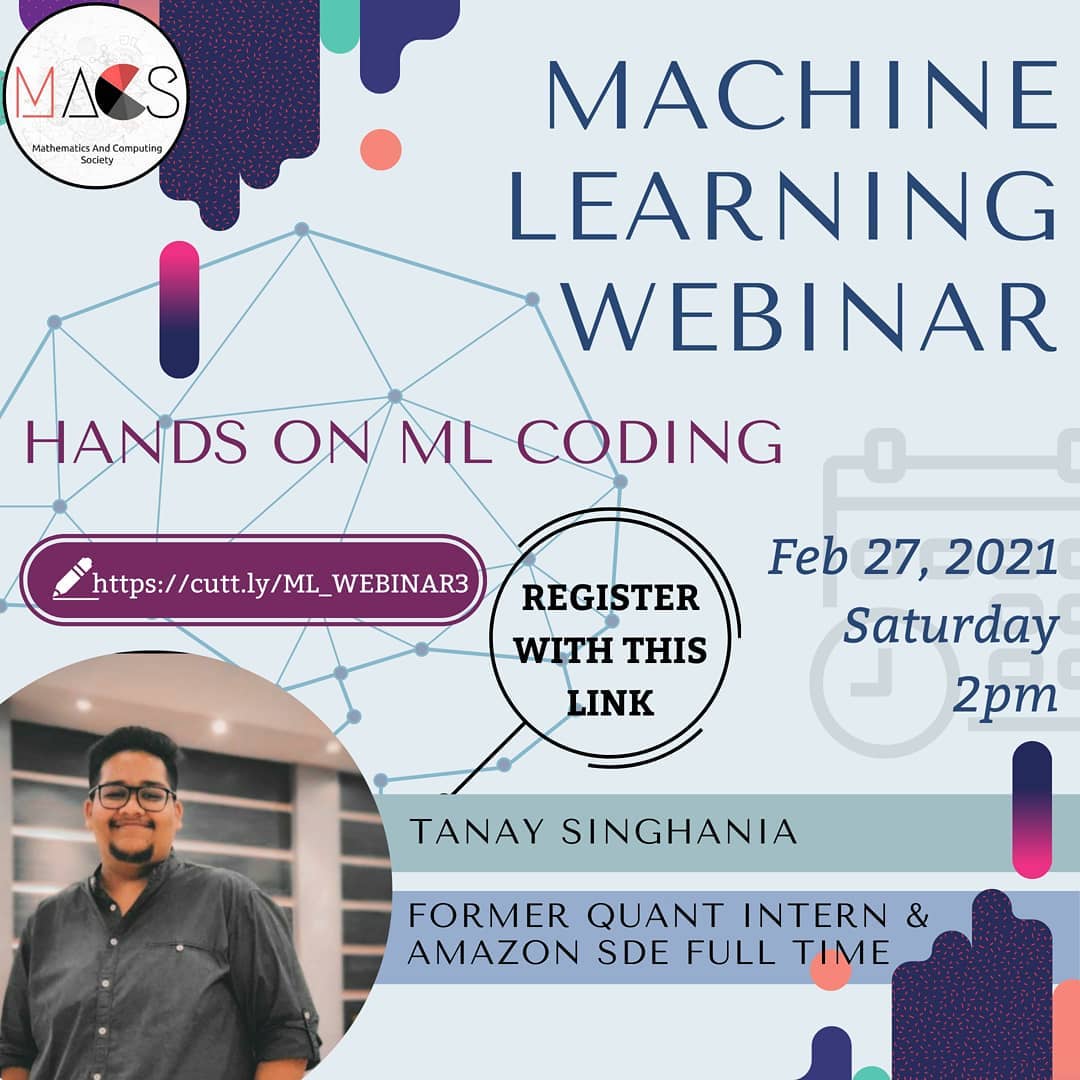 MACS
Mathematics And Computing
Society
MACHINE
LEARNING
WEBINAR
HANDS ON ML CODING
https://cutt.ly/ML_WEBINAR3
REGISTER
WITH THIS
LINK
Feb 27, 2021
Saturday
2pm
TANAY SINGHANIA
FORMER QUANT INTERN &
AMAZON SDE FULL TIME